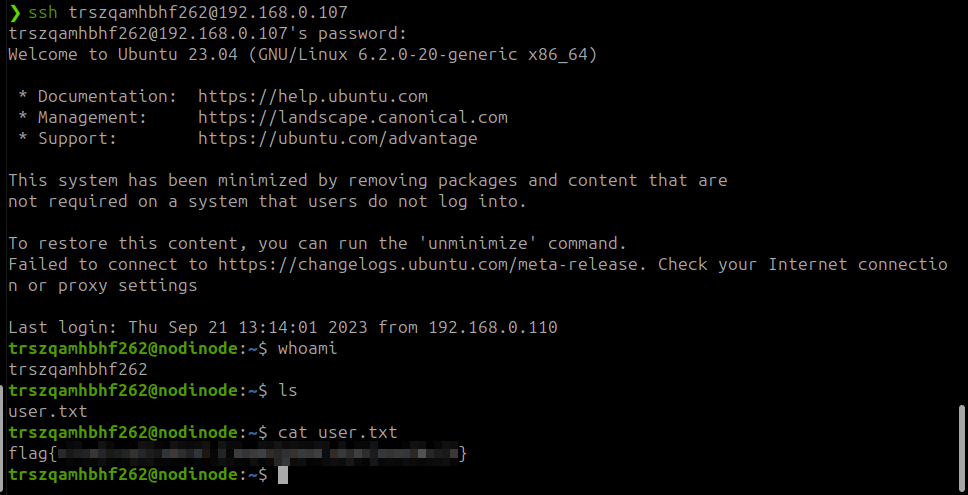 ❯ ssh trszqamhbhf262@192.168.0.107
trszqamhbhf262@192.168.0.107's password:
Welcome to Ubuntu 23.04 (GNU/Linux 6.2.0-20-generic x86_64)
* Documentation:  https://help.ubuntu.com
* Management:     https://landscape.canonical.com
* Support:        https://ubuntu.com/advantage
This system has been minimized by removing packages and content that are
not required on a system that users do not log into.
To restore this content, you can run the 'unminimize' command.
Failed to connect to https://changelogs.ubuntu.com/meta-release. Check your Internet connectio
n or proxy settings
Last login: Thu Sep 21 13:14:01 2023 from 192.168.0.110
trszqamhbhf262@nodinode:~$ whoami
trszqamhbhf262
trszqamhbhf262@nodinode:~$ ls
user.txt
trszqamhbhf262@nodinode:~$ cat user.txt
flag{}
trszqamhbhf262@nodinode:~$